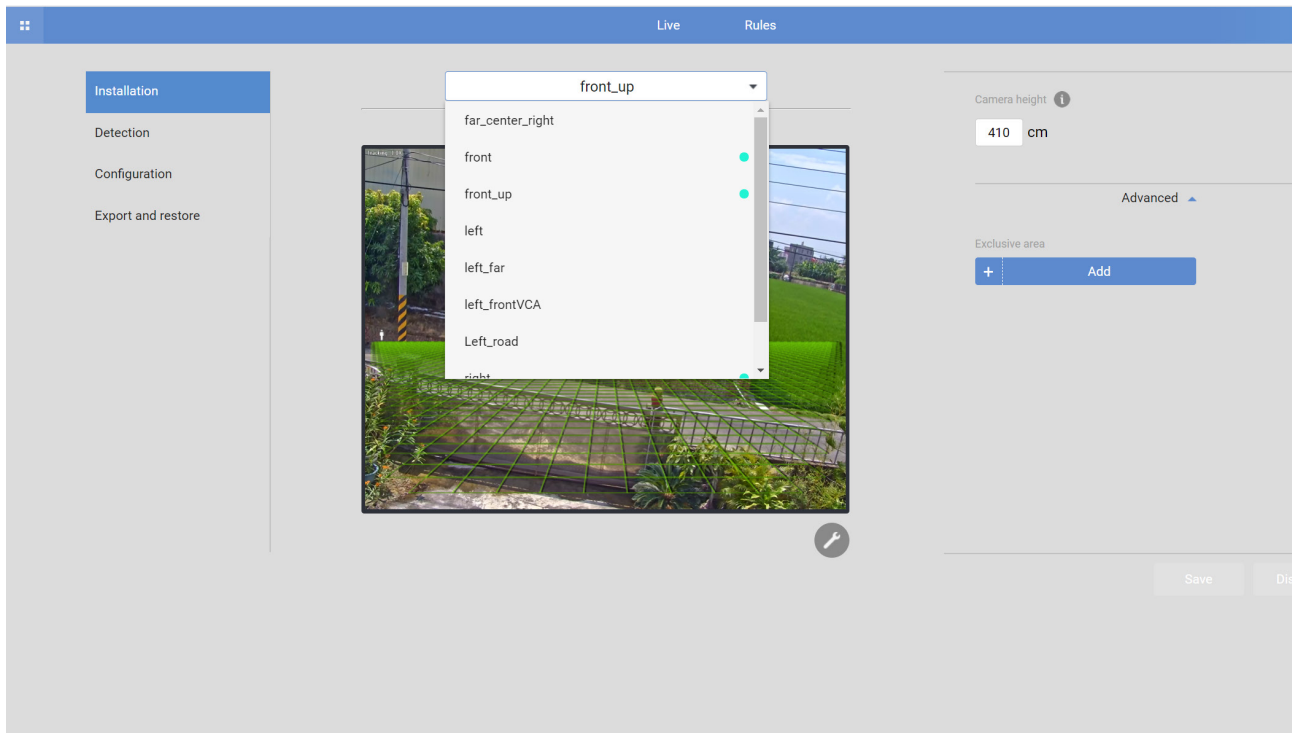 Live
Rules
Installation
Detection
Configuration
Export and restore
front_up
far_center_right
front
front_up
left
left_far
left_frontVCA
Left_road
right
Camera height
410 cm
Advanced
Exclusive area
+ Add
Save